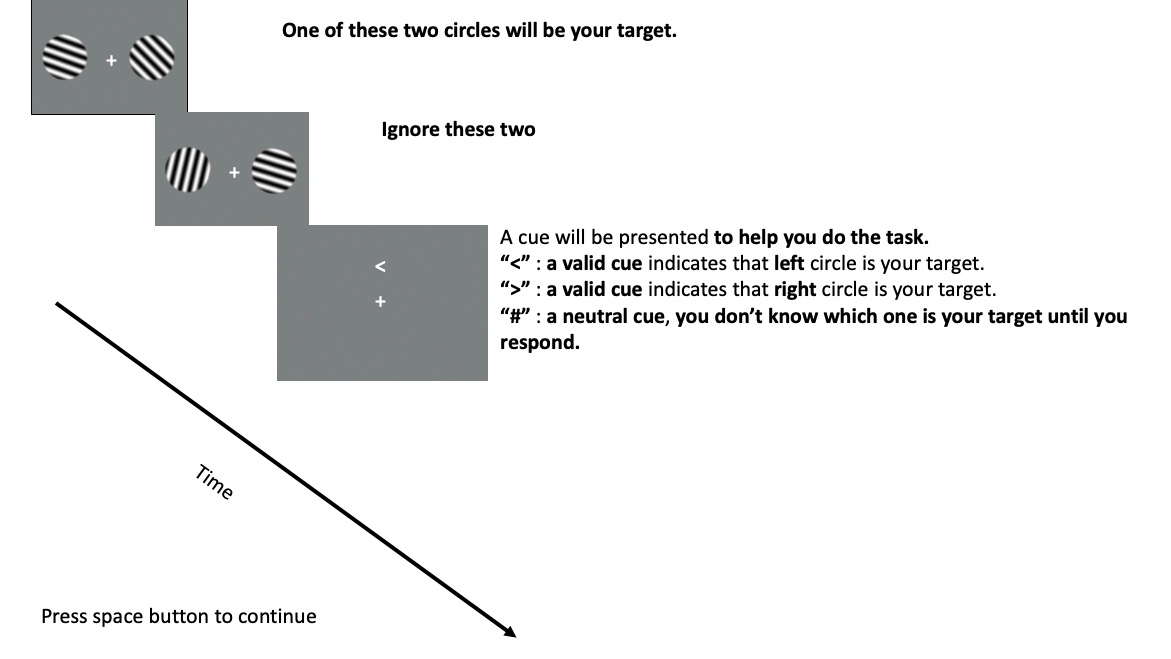 One of these two circles will be your target.
+
Ignore these two
+
A cue will be presented to help you do the task.
“<” : a valid cue indicates that left circle is your target.
“>” : a valid cue indicates that right circle is your target.
“#” : a neutral cue, you don’t know which one is your target until you
respond.
<
+
Time
Press space button to continue